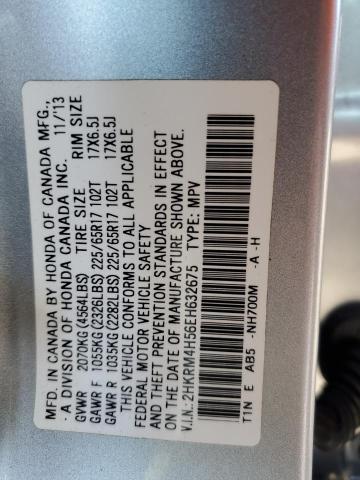 MFD. IN CANADA BY HONDA OF CANADA MFG.,
- A DIVISION OF HONDA CANADA INC. 11/13
GVWR 2070KG(4564LBS) TIRE SIZE RIM SIZE
GAWR F 1055KG(2326LBS) 225/65R17 102T 17X6.5J
GAWR R 1035KG(2282LBS) 225/65R17 102T 17X6.5J
THIS VEHICLE CONFORMS TO ALL APPLICABLE
FEDERAL MOTOR VEHICLE SAFETY
AND THEFT PREVENTION STANDARDS IN EFFECT
ON THE DATE OF MANUFACTURE SHOWN ABOVE.
V.I.N.: 2HKRM4H56EH632675 TYPE: MPV
T1N E AB5 -NH700M -A -H